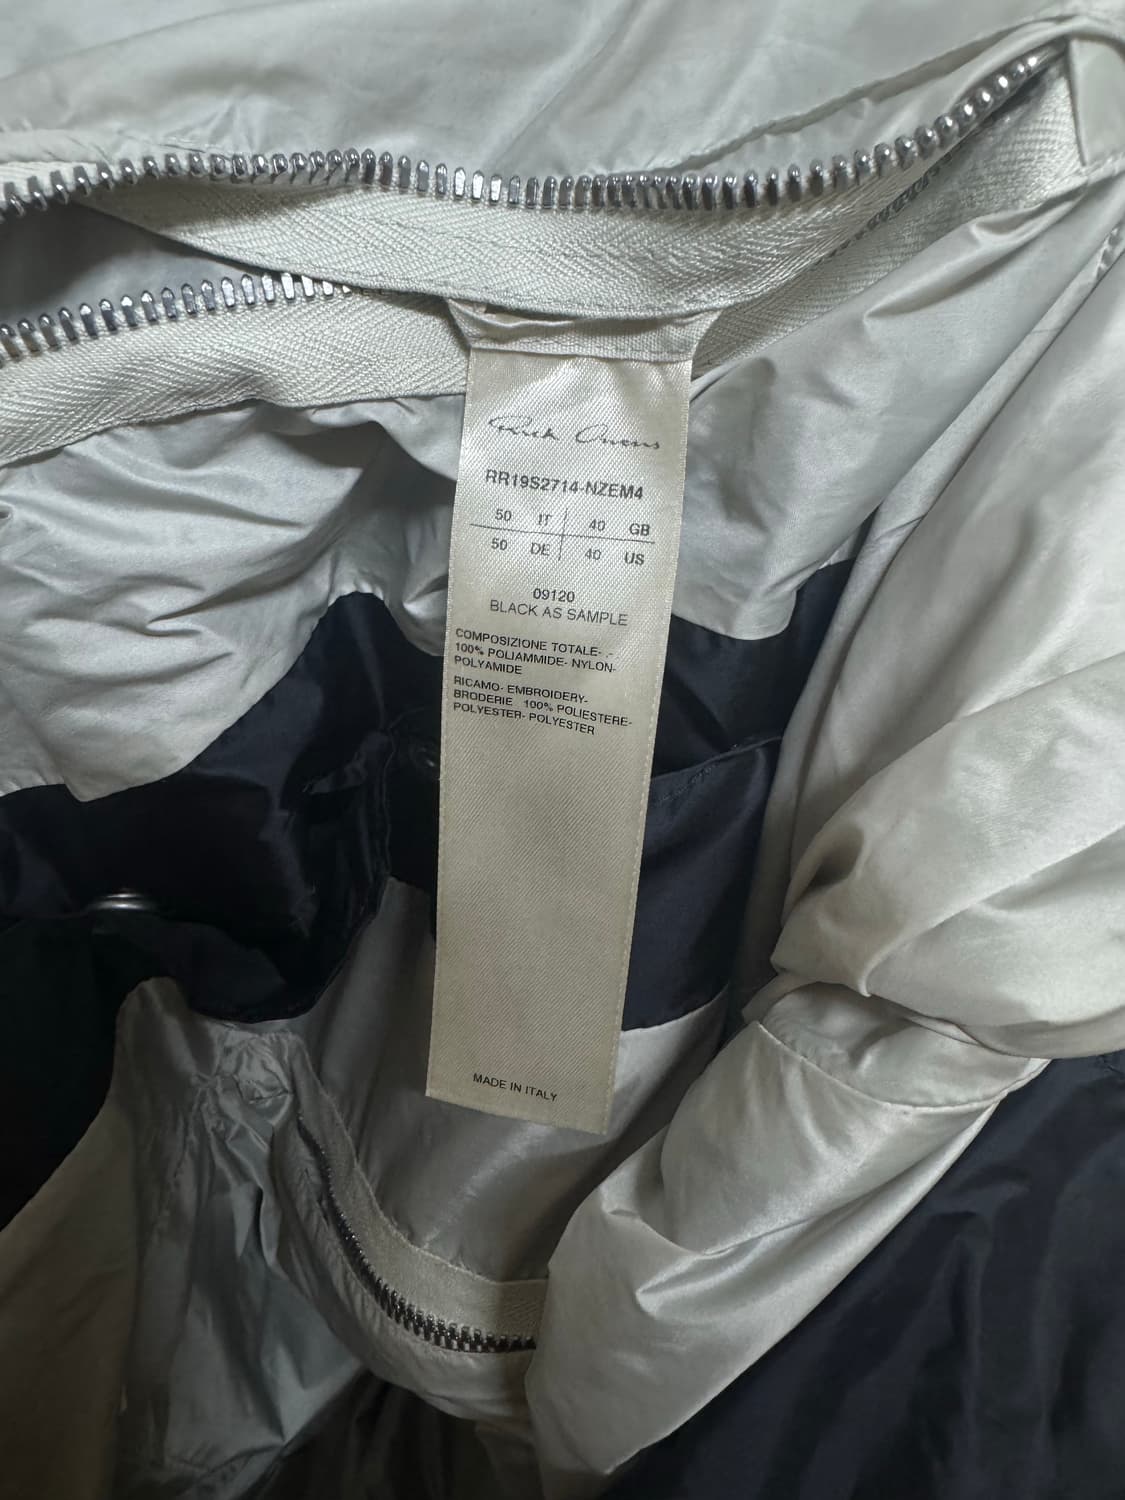 Rick Owens
RR19S2714-NZEM4
50 IT 40 GB
50 DE 40 US
09120
BLACK AS SAMPLE
COMPOSIZIONE TOTALE- .-
100% POLIAMMIDE- NYLON-
POLYAMIDE
RICAMO- EMBROIDERY-
BRODERIE 100% POLIESTERE-
POLYESTER- POLYESTER
MADE IN ITALY